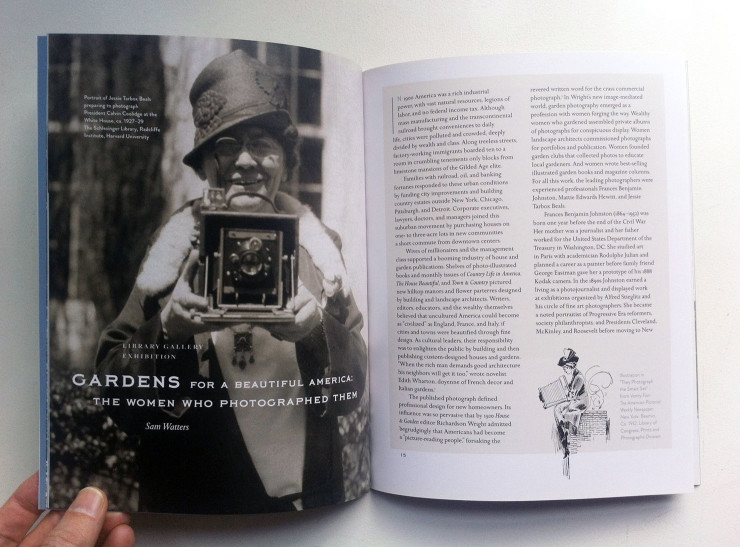 Portrait of Jessie Tarbox Beals
preparing to photograph
President Calvin Coolidge at the
White House, ca. 1927–29
The Schlesinger Library, Radcliffe
Institute, Harvard University
LIBRARY GALLERY
EXHIBITION
GARDENS FOR A BEAUTIFUL AMERICA:
THE WOMEN WHO PHOTOGRAPHED THEM
Sam Watters
1900 America was a rich industrial
power, with vast natural resources, legions of
labor, and no federal income tax. Although
mass manufacturing and the transcontinental
railroad brought conveniences to daily
life, cities were polluted and crowded, deeply
divided by wealth and class. Along treeless streets,
factory-working immigrants boarded ten to a
room in crumbling tenements only blocks from
limestone mansions of the Gilded Age elite.
Families with railroad, oil, and banking
fortunes responded to these urban conditions
by funding city improvements and building
country estates outside New York, Chicago,
Pittsburgh, and Detroit. Corporate executives,
lawyers, doctors, and managers joined this
suburban movement by purchasing houses on
one- to three-acre lots in new communities
a short commute from downtown centers.
Wives of millionaires and the management
class supported a booming industry of house and
garden publications. Shelves of photo-illustrated
books and monthly issues of Country Life in America,
The House Beautiful, and Town & Country pictured
new hilltop manors and flower parterres designed
by building and landscape architects. Writers,
editors, educators, and the wealthy themselves
believed that uncultured America could become
as "civilized" as England, France, and Italy, if
cities and towns were beautified through fine
design. As cultural leaders, their responsibility
was to enlighten the public by building and then
publishing custom-designed houses and gardens.
"When the rich man demands good architecture
his neighbors will get it too," wrote novelist
Edith Wharton, doyenne of French decor and
Italian gardens.
The published photograph defined
professional design for new homeowners. Its
influence was so pervasive that by 1920 House
& Garden editor Richardson Wright admitted
begrudgingly that Americans had become
a "picture-reading people," forsaking the
12
revered written word for the crass commercial
photograph. In Wright's new image-mediated
world, garden photography emerged as a
profession with women forging the way. Wealthy
women who gardened assembled private albums
of photographs for conspicuous display. Women
landscape architects commissioned photographs
for portfolios and publication. Women founded
garden clubs that collected photos to educate
local gardeners. And women wrote best-selling
illustrated garden books and magazine columns.
For all this work, the leading photographers were
experienced professionals Frances Benjamin
Johnston, Mattie Edwards Hewitt, and Jessie
Tarbox Beals.
Frances Benjamin Johnston (1864–1952) was
born one year before the end of the Civil War.
Her mother was a journalist and her father
worked for the United States Department of the
Treasury in Washington, DC. She studied art
in Paris with academician Rodolphe Julian and
planned a career as a painter before family friend
George Eastman gave her a prototype of his 1888
Kodak camera. In the 1890s Johnston earned a
living as a photojournalist and displayed work
at exhibitions organized by Alfred Stieglitz and
his circle of fine art photographers. She became
a noted portraitist of Progressive Era reformers,
society philanthropists, and Presidents Cleveland,
McKinley, and Roosevelt before moving to New
Illustration in